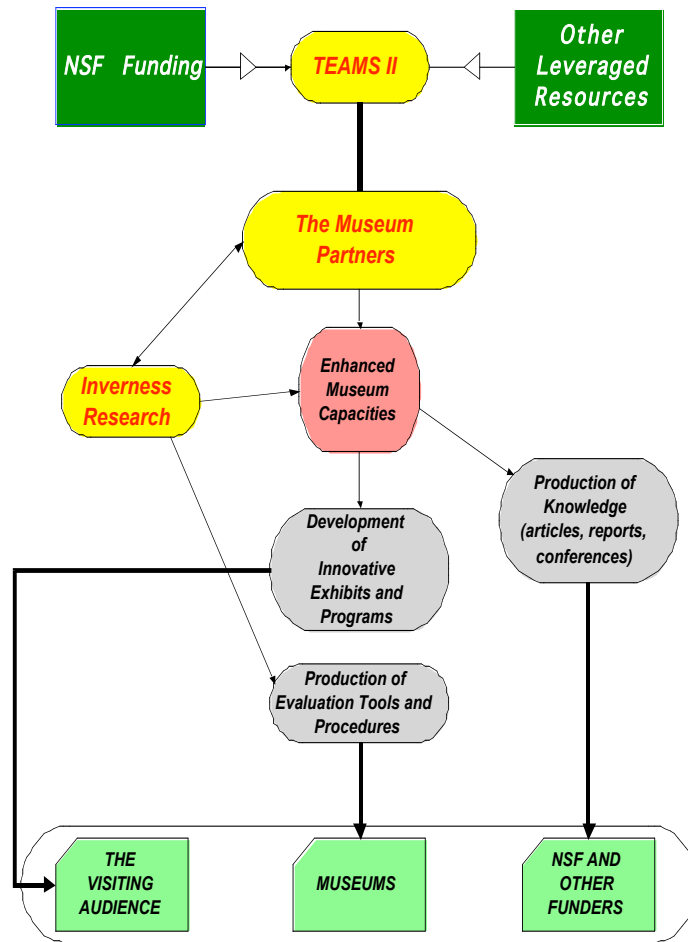 NSF Funding
TEAMS II
Other
Leveraged
Resources
The Museum
Partners
Inverness
Research
Enhanced
Museum
Capacities
Production of
Knowledge
(articles, reports,
conferences)
Development
of
Innovative
Exhibits and
Programs
Production of
Evaluation Tools and
Procedures
THE
VISITING
AUDIENCE
MUSEUMS
NSF AND
OTHER
FUNDERS